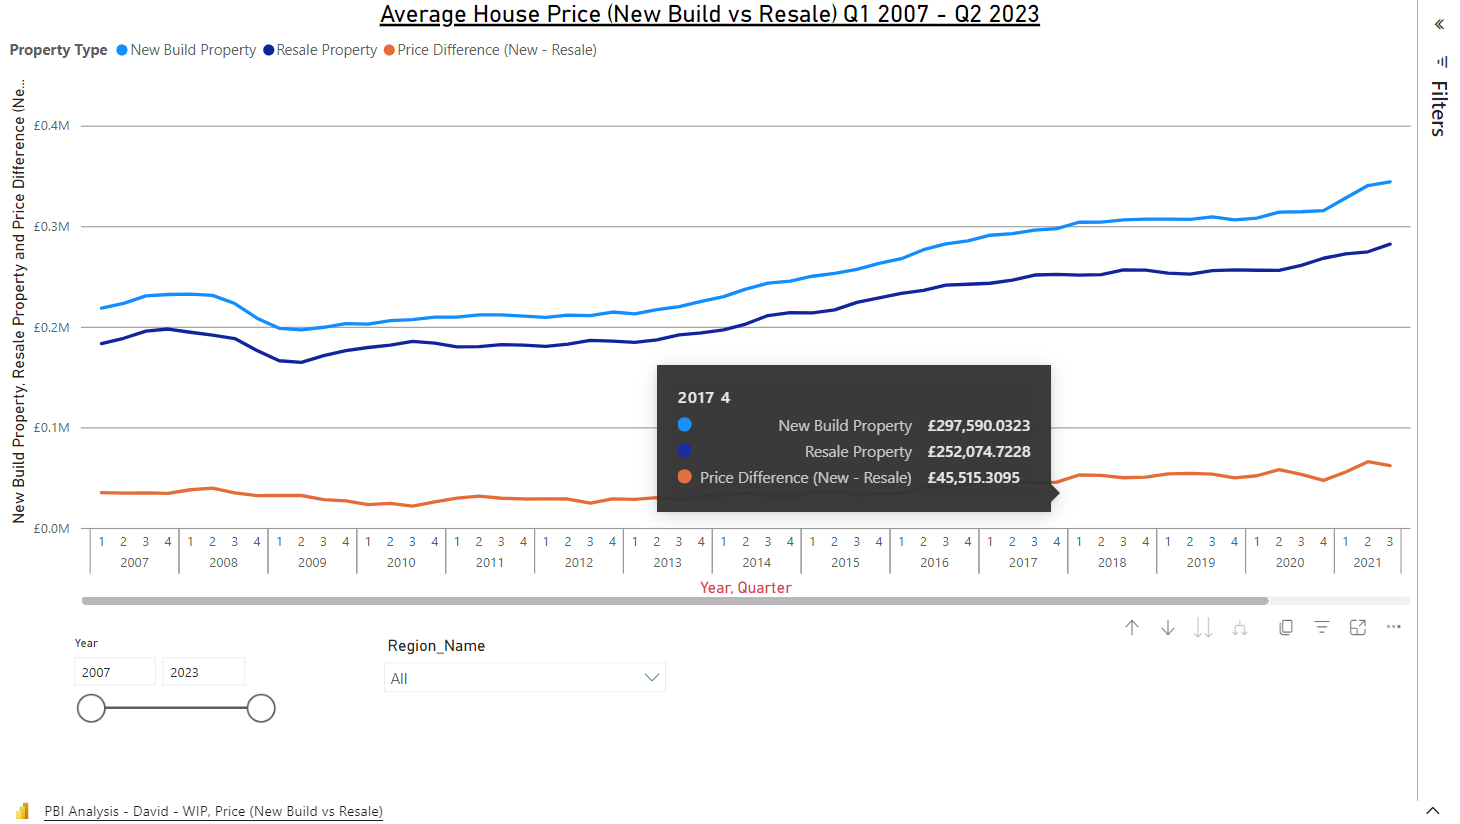 Average House Price (New Build vs Resale) Q1 2007 - Q2 2023
Property Type New Build Property Resale Property Price Difference (New - Resale)
New Build Property, Resale Property and Price Difference (Ne...
£0.4M
£0.3M
£0.2M
£0.1M
£0.0M
2017 4
New Build Property £297,590.0323
Resale Property £252,074.7228
Price Difference (New - Resale) £45,515.3095
1 2 3 4 1 2 3 4 1 2 3 4 1 2 3 4 1 2 3 4 1 2 3 4 1 2 3 4 1 2 3 4 1 2 3 4 1 2 3 4 1 2 3 4 1 2 3 4 1 2 3 4 1 2 3 4 1 2 3
2007 2008 2009 2010 2011 2012 2013 2014 2015 2016 2017 2018 2019 2020 2021
Year, Quarter
Filters
Year
2007 2023
Region_Name
All
PBI Analysis - David - WIP, Price (New Build vs Resale)